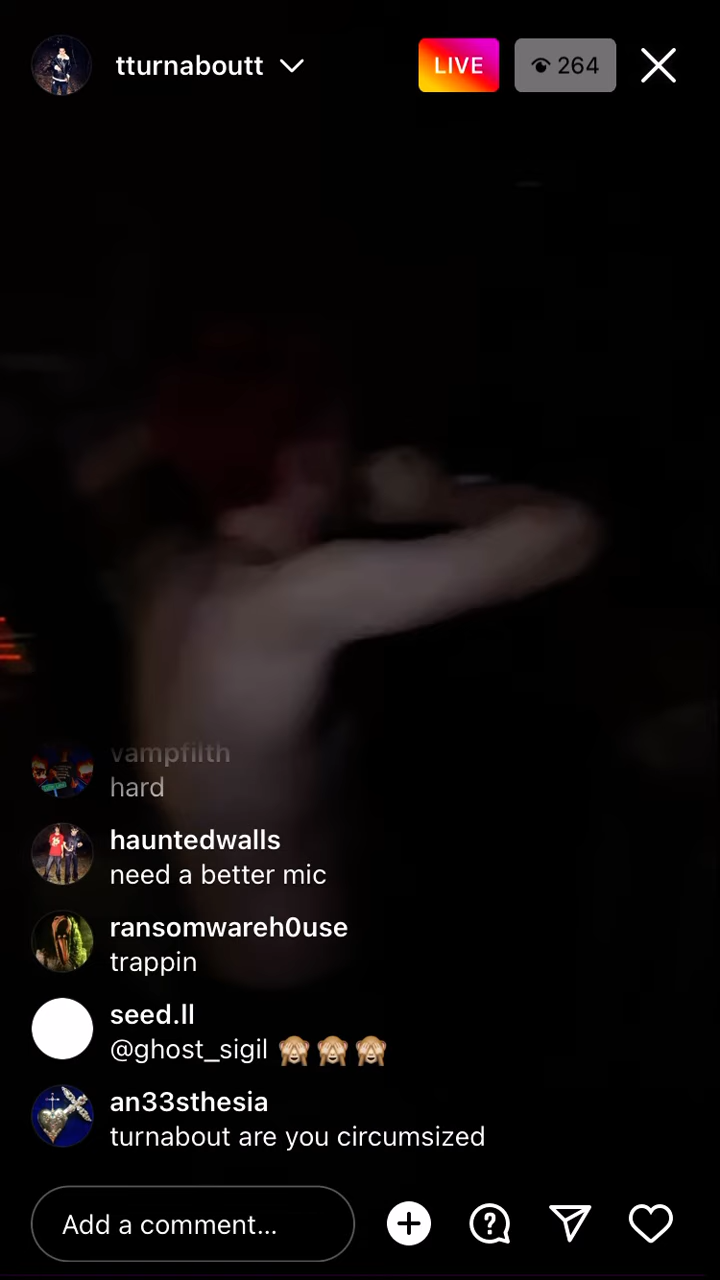 tturnaboutt
LIVE
264
vampfilth
hard
hauntedwalls
need a better mic
ransomwareh0use
trappin
seed.ll
@ghost_sigil 🙈🙈🙈
an33sthesia
turnabout are you circumsized
Add a comment...